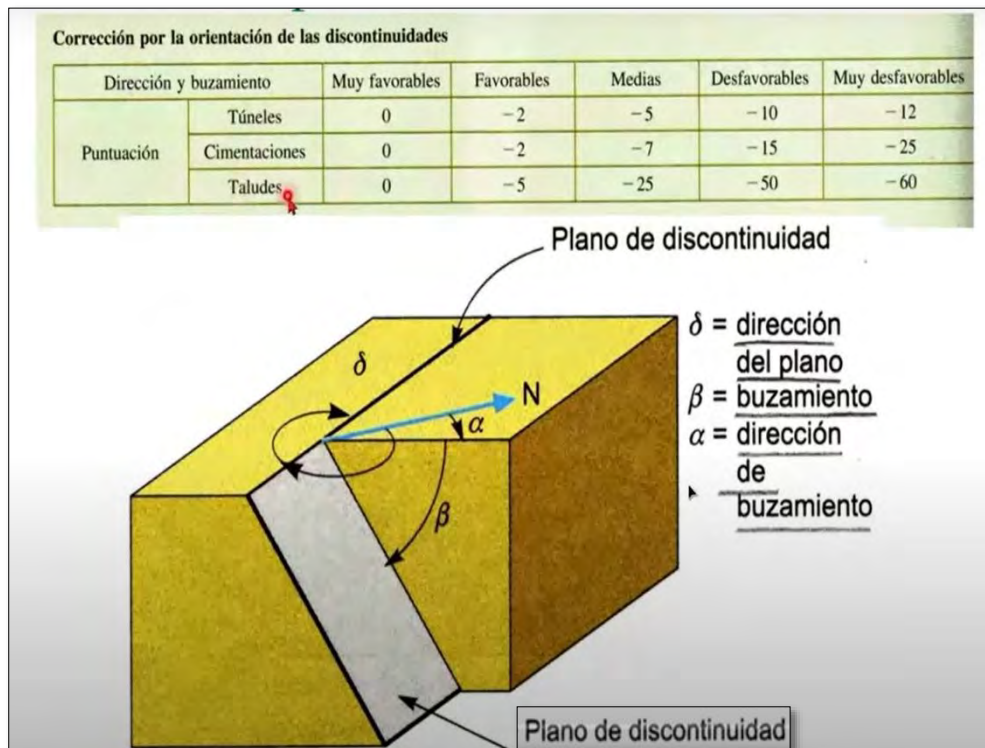 Corrección por la orientación de las discontinuidades
Dirección y buzamiento Muy favorables Favorables Medias Desfavorables Muy desfavorables
Puntuación
Túneles 0 −2 −5 −10 −12
Cimentaciones 0 −2 −7 −15 −25
Taludes 0 −5 −25 −50 −60
Plano de discontinuidad
δ
N
α
β
δ = dirección
del plano
β = buzamiento
α = dirección
de
buzamiento
Plano de discontinuidad